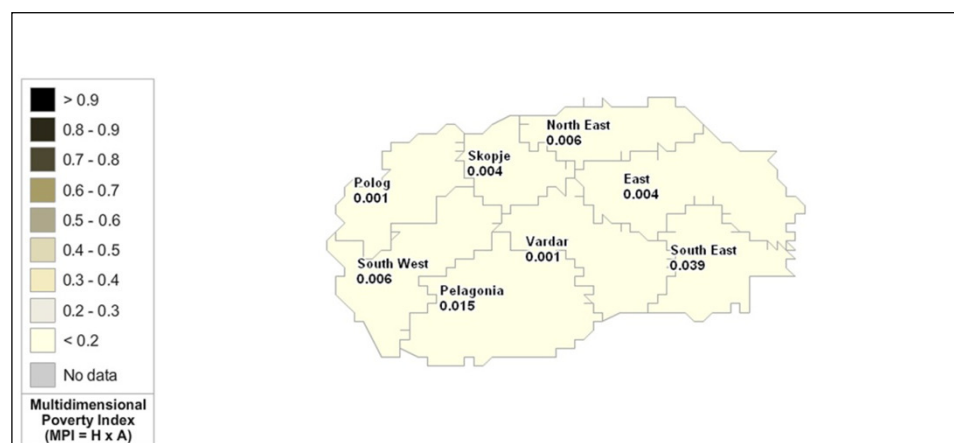 > 0.9
0.8 - 0.9
0.7 - 0.8
0.6 - 0.7
0.5 - 0.6
0.4 - 0.5
0.3 - 0.4
0.2 - 0.3
< 0.2
No data
Multidimensional
Poverty Index
(MPI = H x A)
North East
0.006
Skopje
0.004
Polog
0.001
East
0.004
Vardar
0.001
South East
0.039
South West
0.006
Pelagonia
0.015